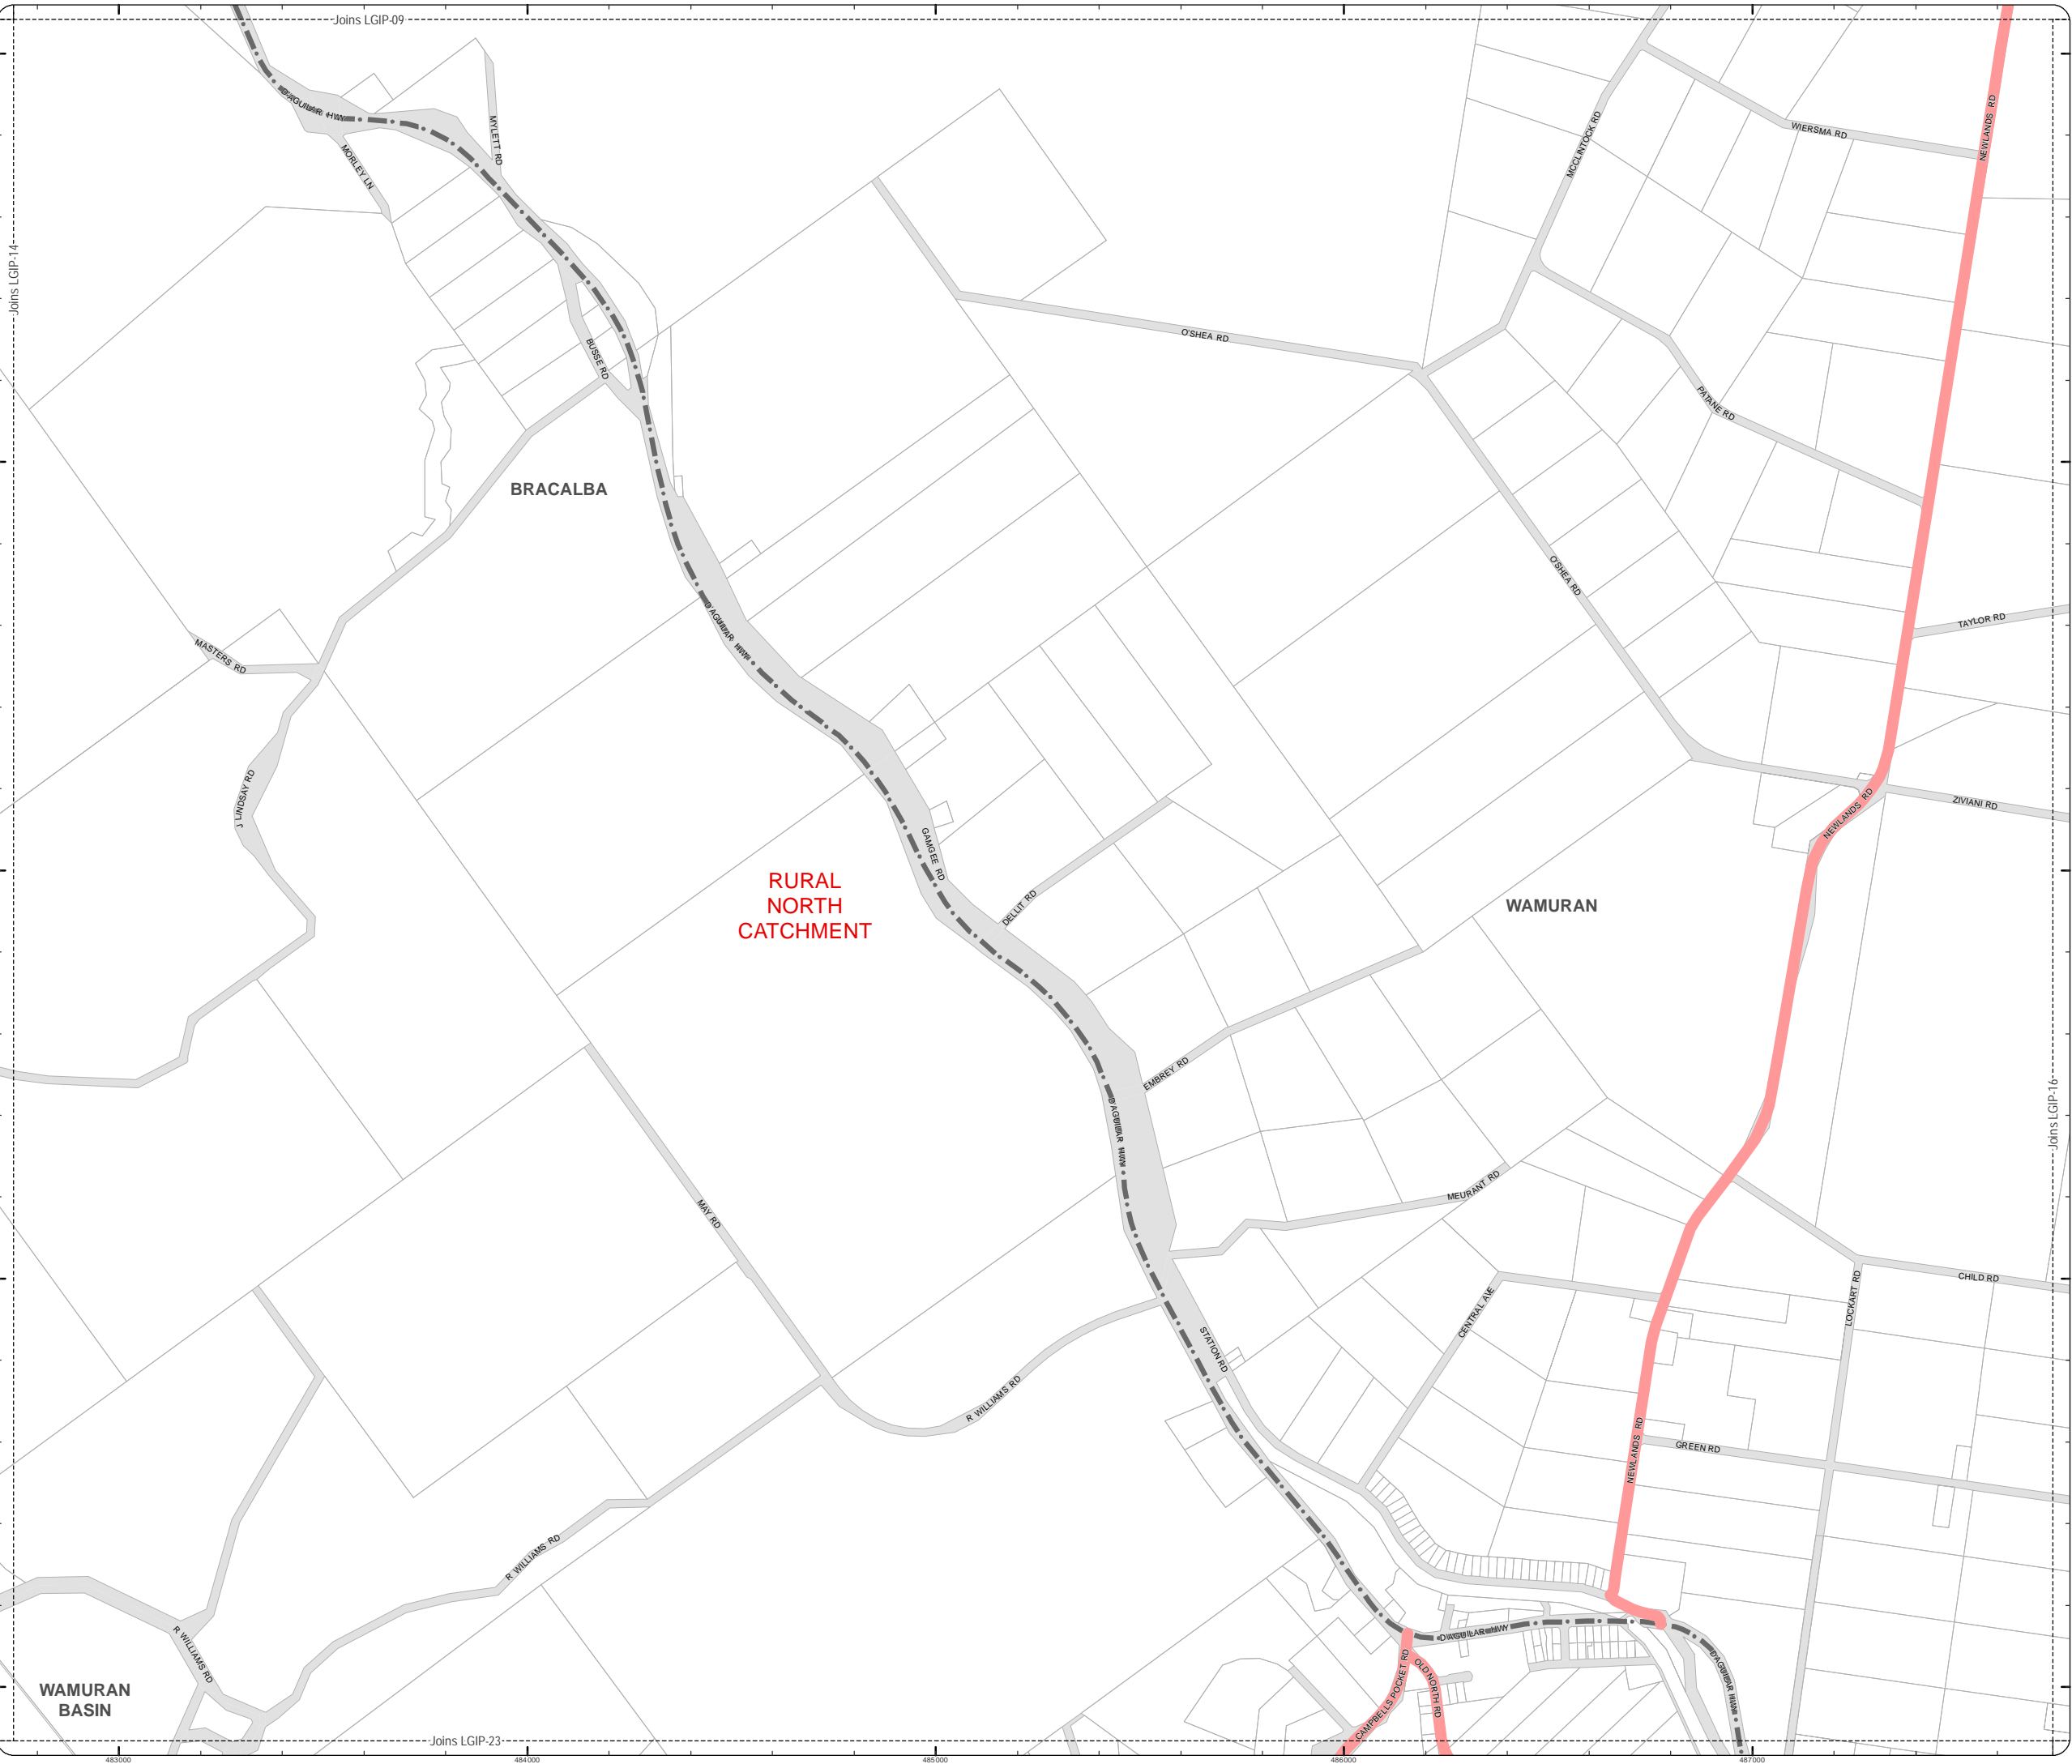 Joins LGIP-09
D'AGUILAR HWY
MORLEY LN
MYLETT RD
NEWLANDS RD
WIERSMA RD
MCCLINTOCK RD
Joins LGIP-14
O'SHEA RD
BUSSE RD
PATANE RD
BRACALBA
O'SHEA RD
D'AGUILAR HWY
TAYLOR RD
MASTERS RD
J LINDSAY RD
NEWLANDS RD
ZIVIANI RD
GAMGEE RD
RURAL
NORTH
CATCHMENT
DELLIT RD
WAMURAN
EMBREY RD
D'AGUILAR HWY
Joins LGIP-16
MEURANT RD
MAY RD
CHILD RD
LOCKART RD
CENTRAL AVE
STATION RD
R WILLIAMS RD
NEWLANDS RD
GREEN RD
R WILLIAMS RD
D'AGUILAR HWY
R WILLIAMS RD
CAMPBELLS POCKET RD
OLD NORTH RD
D'AGUILAR HWY
WAMURAN
BASIN
Joins LGIP-23
483000
484000
485000
486000
487000